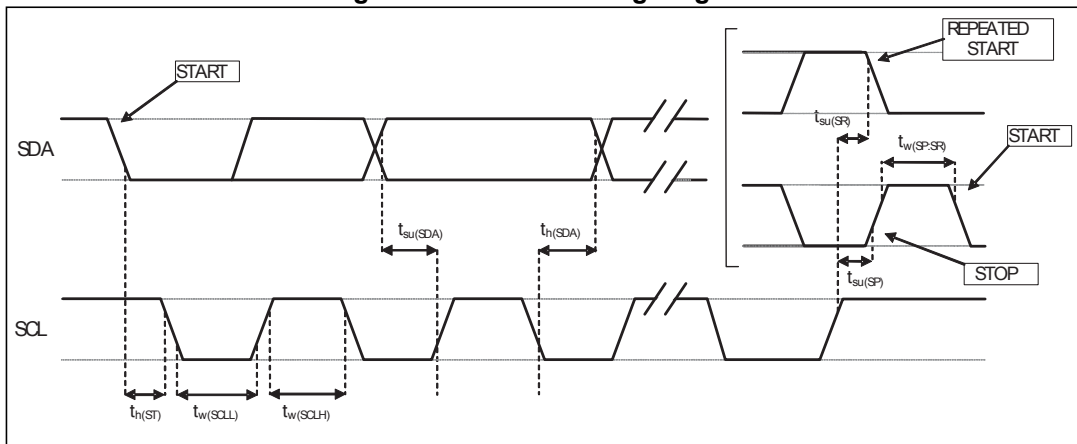 REPEATED
START
START
SDA
tsu(SR)
tw(SP:SR)
START
tsu(SDA)
th(SDA)
tsu(SP)
STOP
SCL
th(ST)
tw(SCLL)
tw(SCLH)